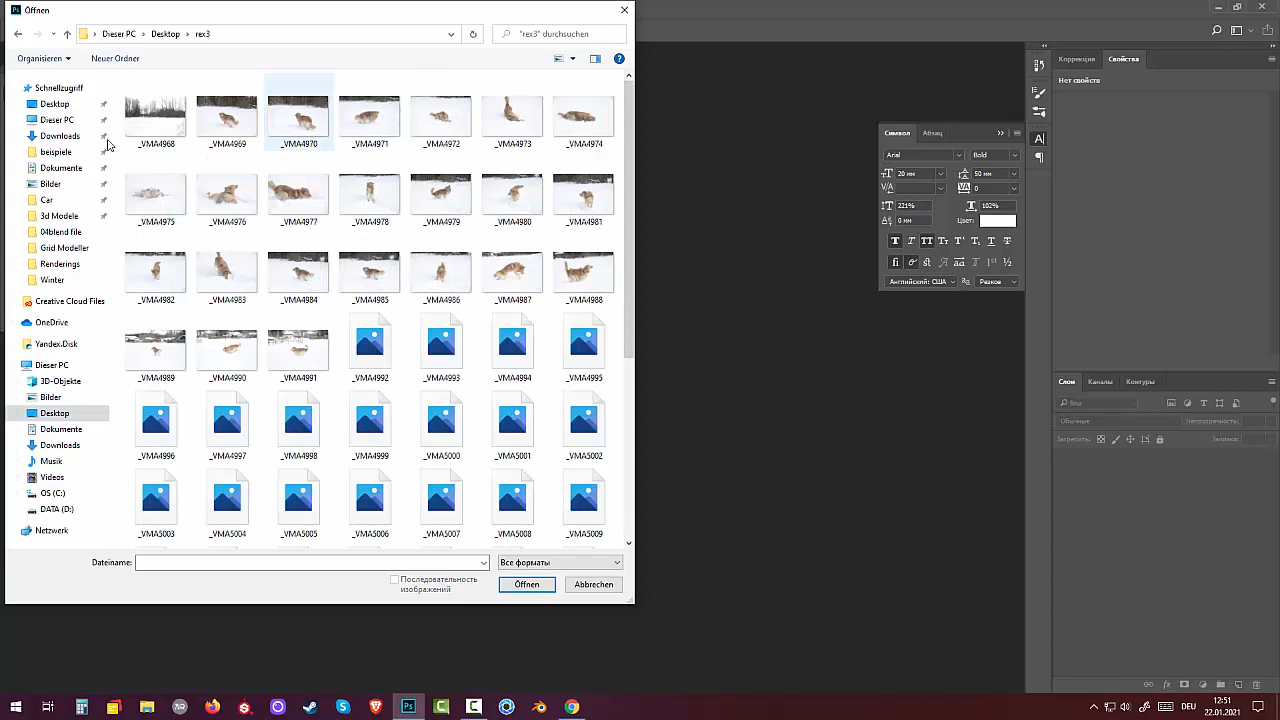 Öffnen
Dieser PC
Desktop
rex3
"rex3" durchsuchen
Organisieren
Neuer Ordner
Schnellzugriff
Desktop
Dieser PC
Downloads
beispiele
Dokumente
Bilder
Car
3d Modele
04blend file
Grid Modeller
Renderings
Winter
Creative Cloud Files
OneDrive
Yandex.Disk
Dieser PC
3D-Objekte
Bilder
Desktop
Dokumente
Downloads
Musik
Videos
OS (C:)
DATA (D:)
Netzwerk
_VMA4968 _VMA4969 _VMA4970 _VMA4971 _VMA4972 _VMA4973 _VMA4974
_VMA4975 _VMA4976 _VMA4977 _VMA4978 _VMA4979 _VMA4980 _VMA4981
_VMA4982 _VMA4983 _VMA4984 _VMA4985 _VMA4986 _VMA4987 _VMA4988
_VMA4989 _VMA4990 _VMA4991 _VMA4992 _VMA4993 _VMA4994 _VMA4995
_VMA4996 _VMA4997 _VMA4998 _VMA4999 _VMA5000 _VMA5001 _VMA5002
_VMA5003 _VMA5004 _VMA5005 _VMA5006 _VMA5007 _VMA5008 _VMA5009
Dateiname:
Все форматы
Последовательность
изображений
Öffnen
Abbrechen
Коррекция Свойства
Нет свойств
Символ Абзац
Arial Bold
20 мм 50 мм
0
221% 102%
0 мм Цвет:
Английский: США Резкое
Слои Каналы Контуры
Вид
Обычные Непрозрачность:
Закрепить: Заливка:
DEU
12:51
22.01.2021